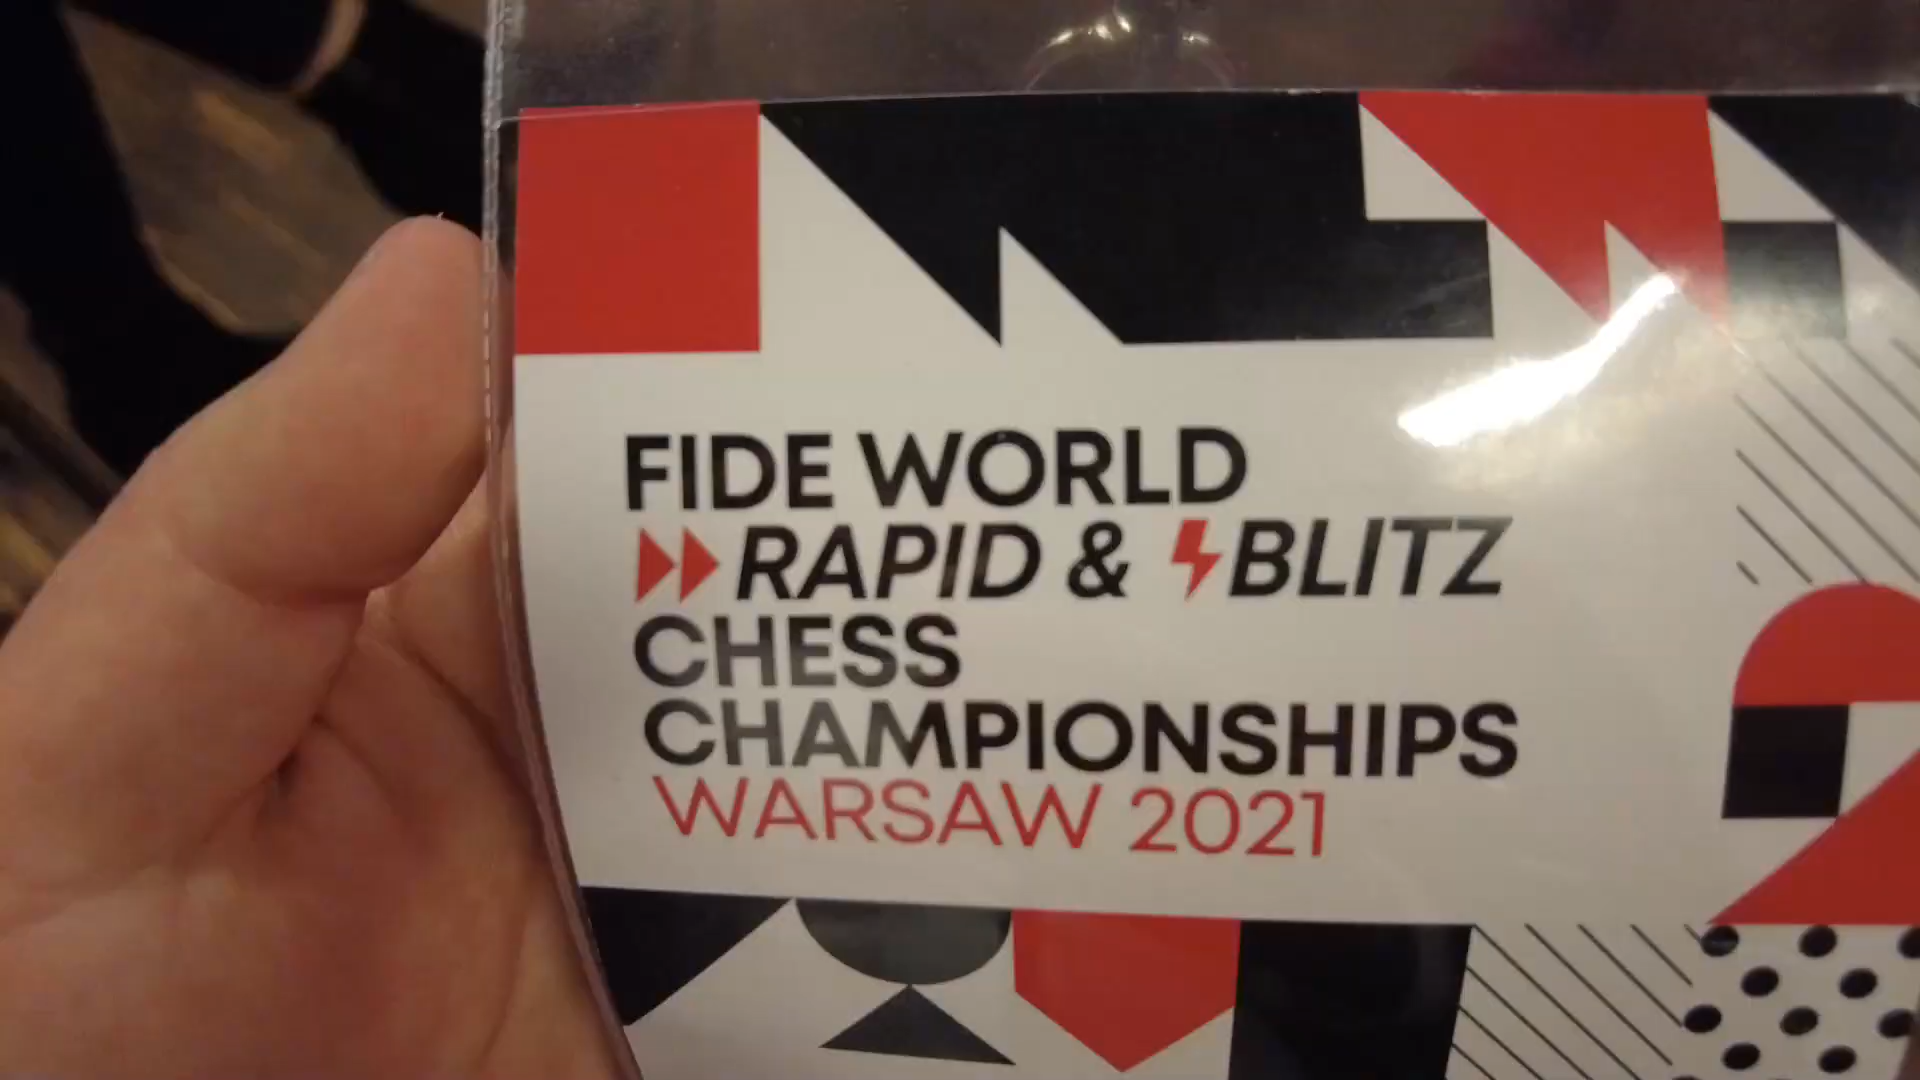 FIDE WORLD
RAPID & BLITZ
CHESS
CHAMPIONSHIPS
WARSAW 2021